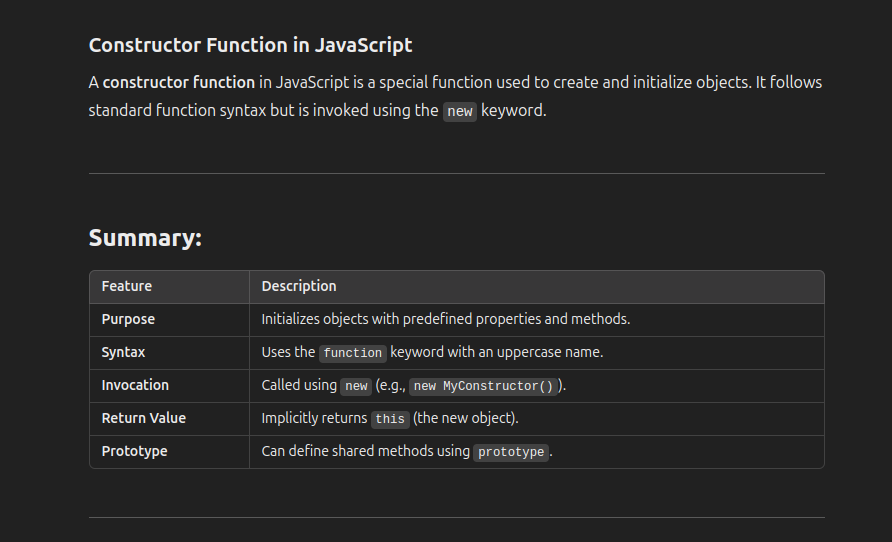 Constructor Function in JavaScript
A constructor function in JavaScript is a special function used to create and initialize objects. It follows
standard function syntax but is invoked using the new keyword.
Summary:
Feature Description
Purpose Initializes objects with predefined properties and methods.
Syntax Uses the function keyword with an uppercase name.
Invocation Called using new (e.g., new MyConstructor()).
Return Value Implicitly returns this (the new object).
Prototype Can define shared methods using prototype.